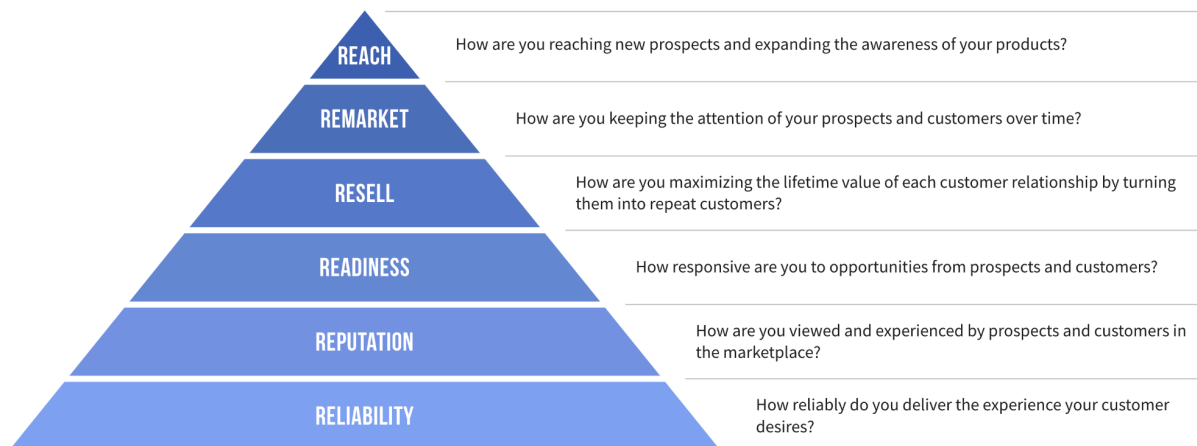 REACH
How are you reaching new prospects and expanding the awareness of your products?
REMARKET
How are you keeping the attention of your prospects and customers over time?
RESELL
How are you maximizing the lifetime value of each customer relationship by turning
them into repeat customers?
READINESS
How responsive are you to opportunities from prospects and customers?
REPUTATION
How are you viewed and experienced by prospects and customers in
the marketplace?
RELIABILITY
How reliably do you deliver the experience your customer
desires?